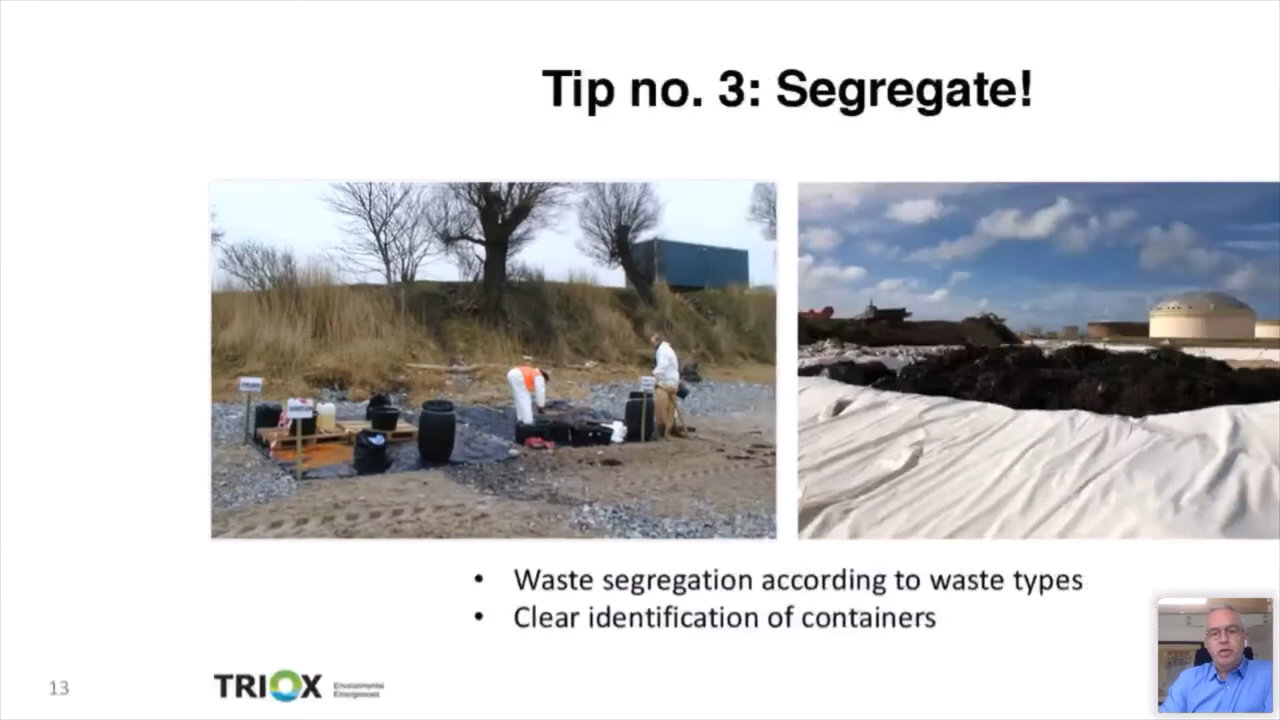 Tip no. 3: Segregate!
• Waste segregation according to waste types
• Clear identification of containers
13
TRIOX
Environmental
Emergencies